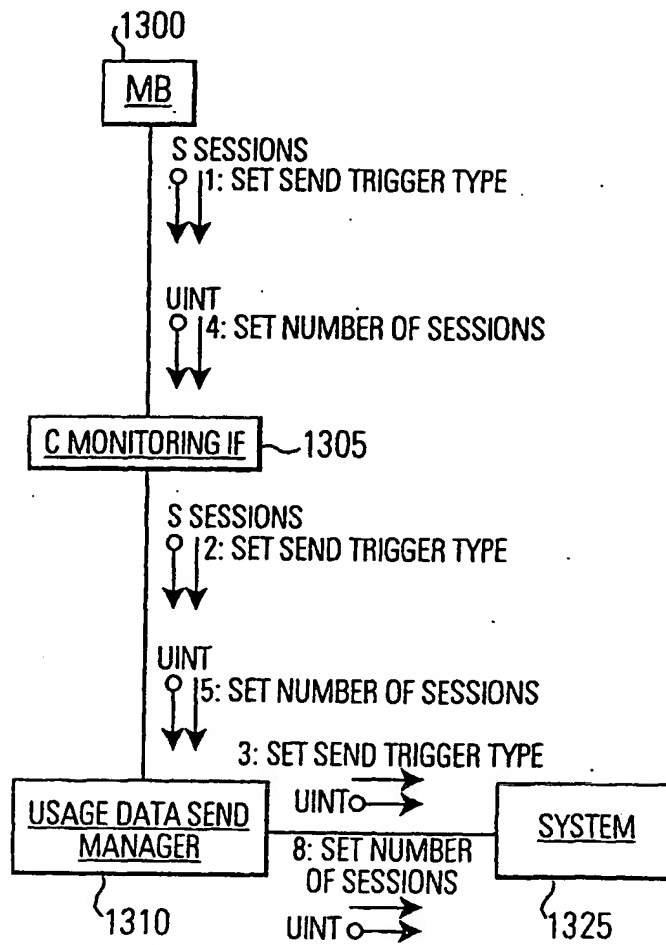 1300
MB
S SESSIONS
1: SET SEND TRIGGER TYPE
UINT
4: SET NUMBER OF SESSIONS
C MONITORING IF
1305
S SESSIONS
2: SET SEND TRIGGER TYPE
UINT
5: SET NUMBER OF SESSIONS
3: SET SEND TRIGGER TYPE
UINT
USAGE DATA SEND
MANAGER
SYSTEM
8: SET NUMBER
OF SESSIONS
UINT
1310
1325